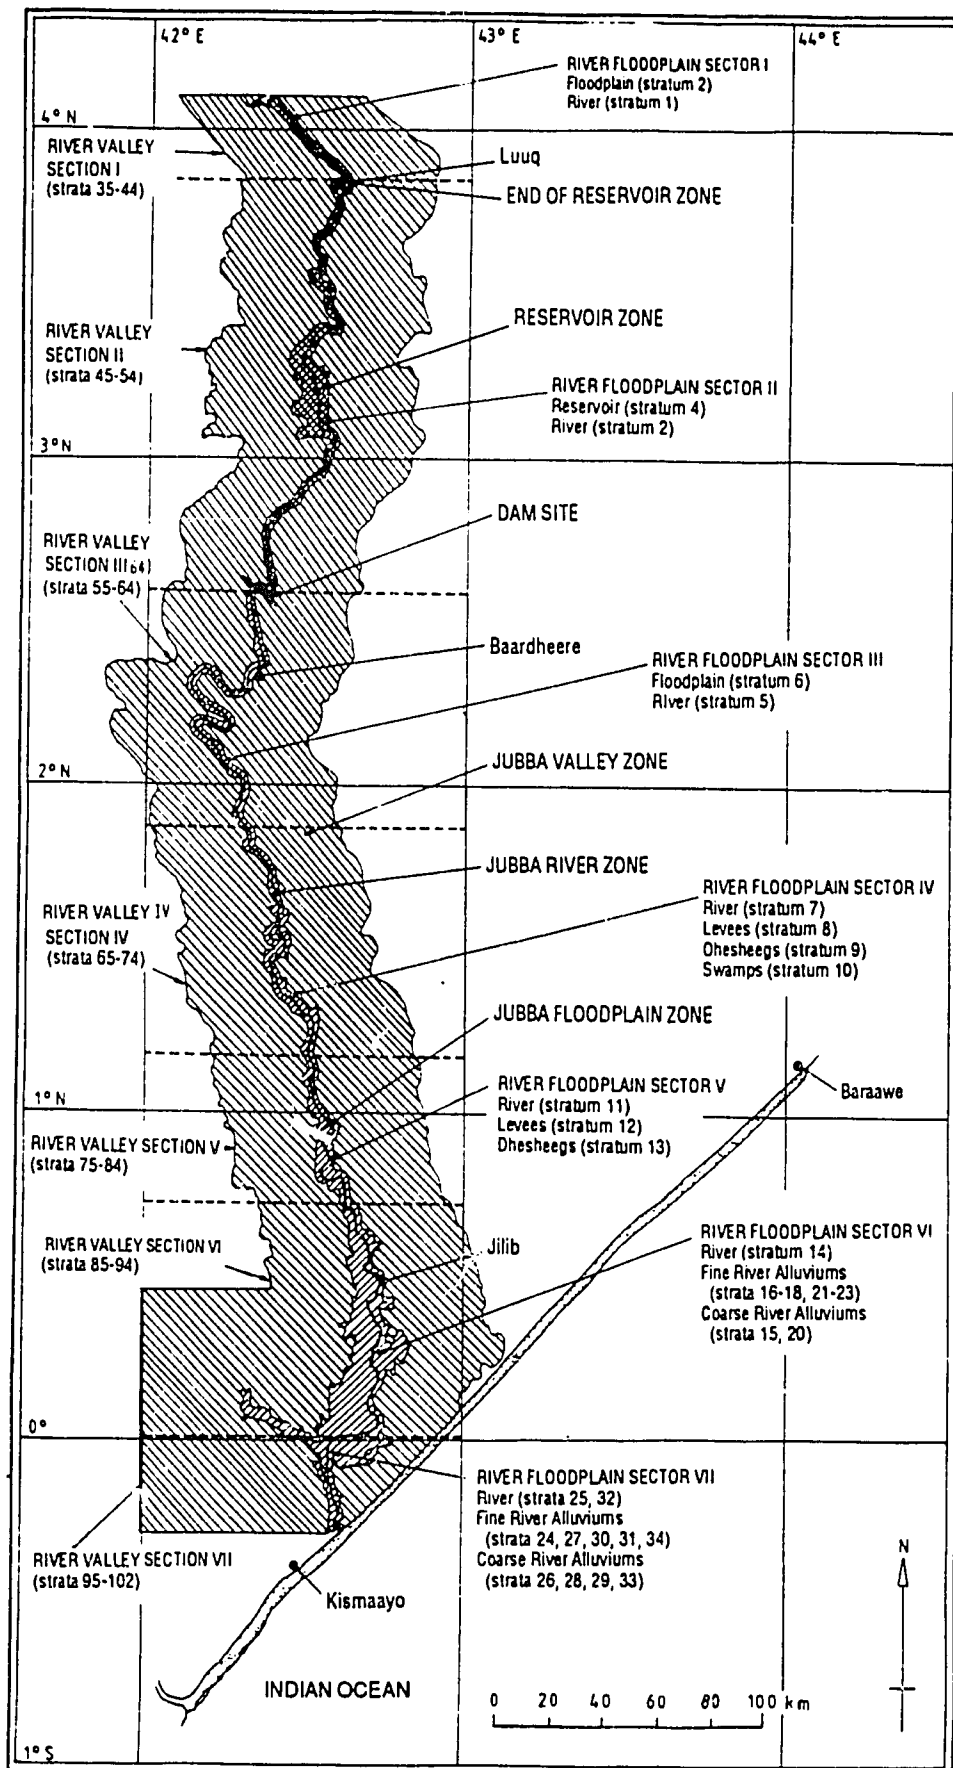 42° E
43° E
44° E
RIVER FLOODPLAIN SECTOR I
Floodplain (stratum 2)
River (stratum 1)
4° N
RIVER VALLEY
SECTION I
(strata 35-44)
Luuq
END OF RESERVOIR ZONE
RESERVOIR ZONE
RIVER VALLEY
SECTION II
(strata 45-54)
RIVER FLOODPLAIN SECTOR II
Reservoir (stratum 4)
River (stratum 2)
3° N
DAM SITE
RIVER VALLEY
SECTION III 64)
(strata 55-64)
Baardheere
RIVER FLOODPLAIN SECTOR III
Floodplain (stratum 6)
River (stratum 5)
2° N
JUBBA VALLEY ZONE
JUBBA RIVER ZONE
RIVER FLOODPLAIN SECTOR IV
River (stratum 7)
Levees (stratum 8)
Dhesheegs (stratum 9)
Swamps (stratum 10)
RIVER VALLEY IV
SECTION IV
(strata 65-74)
JUBBA FLOODPLAIN ZONE
Baraawe
RIVER FLOODPLAIN SECTOR V
River (stratum 11)
Levees (stratum 12)
Dhesheegs (stratum 13)
1° N
RIVER VALLEY SECTION V
(strata 75-84)
RIVER VALLEY SECTION VI
(strata 85-94)
Jilib
RIVER FLOODPLAIN SECTOR VI
River (stratum 14)
Fine River Alluviums
(strata 16-18, 21-23)
Coarse River Alluviums
(strata 15, 20)
0°
RIVER FLOODPLAIN SECTOR VII
River (strata 25, 32)
Fine River Alluviums
(strata 24, 27, 30, 31, 34)
Coarse River Alluviums
(strata 26, 28, 29, 33)
RIVER VALLEY SECTION VII
(strata 95-102)
Kismaayo
N
INDIAN OCEAN
0 20 40 60 80 100 km
1° S